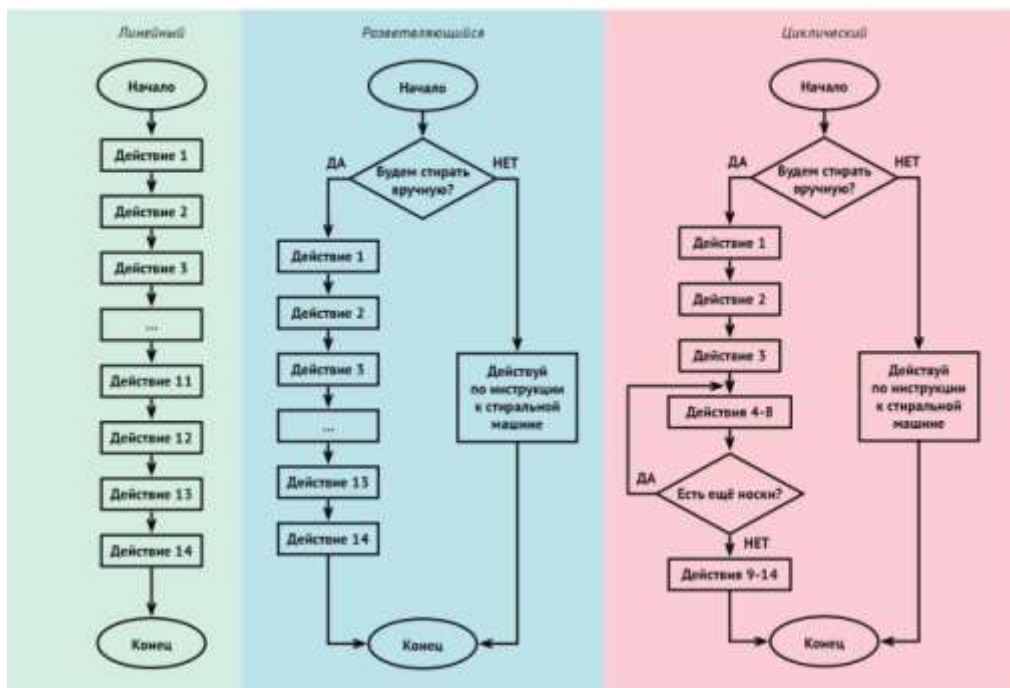 Линейный
Начало
Действие 1
Действие 2
Действие 3
...
Действие 11
Действие 12
Действие 13
Действие 14
Конец
Разветвляющийся
Начало
Будем стирать
вручную?
ДА
НЕТ
Действие 1
Действие 2
Действие 3
...
Действие 13
Действие 14
Действуй
по инструкции
к стиральной
машине
Конец
Циклический
Начало
Будем стирать
вручную?
ДА
НЕТ
Действие 1
Действие 2
Действие 3
Действия 4-8
Есть ещё носки?
ДА
НЕТ
Действия 9-14
Действуй
по инструкции
к стиральной
машине
Конец